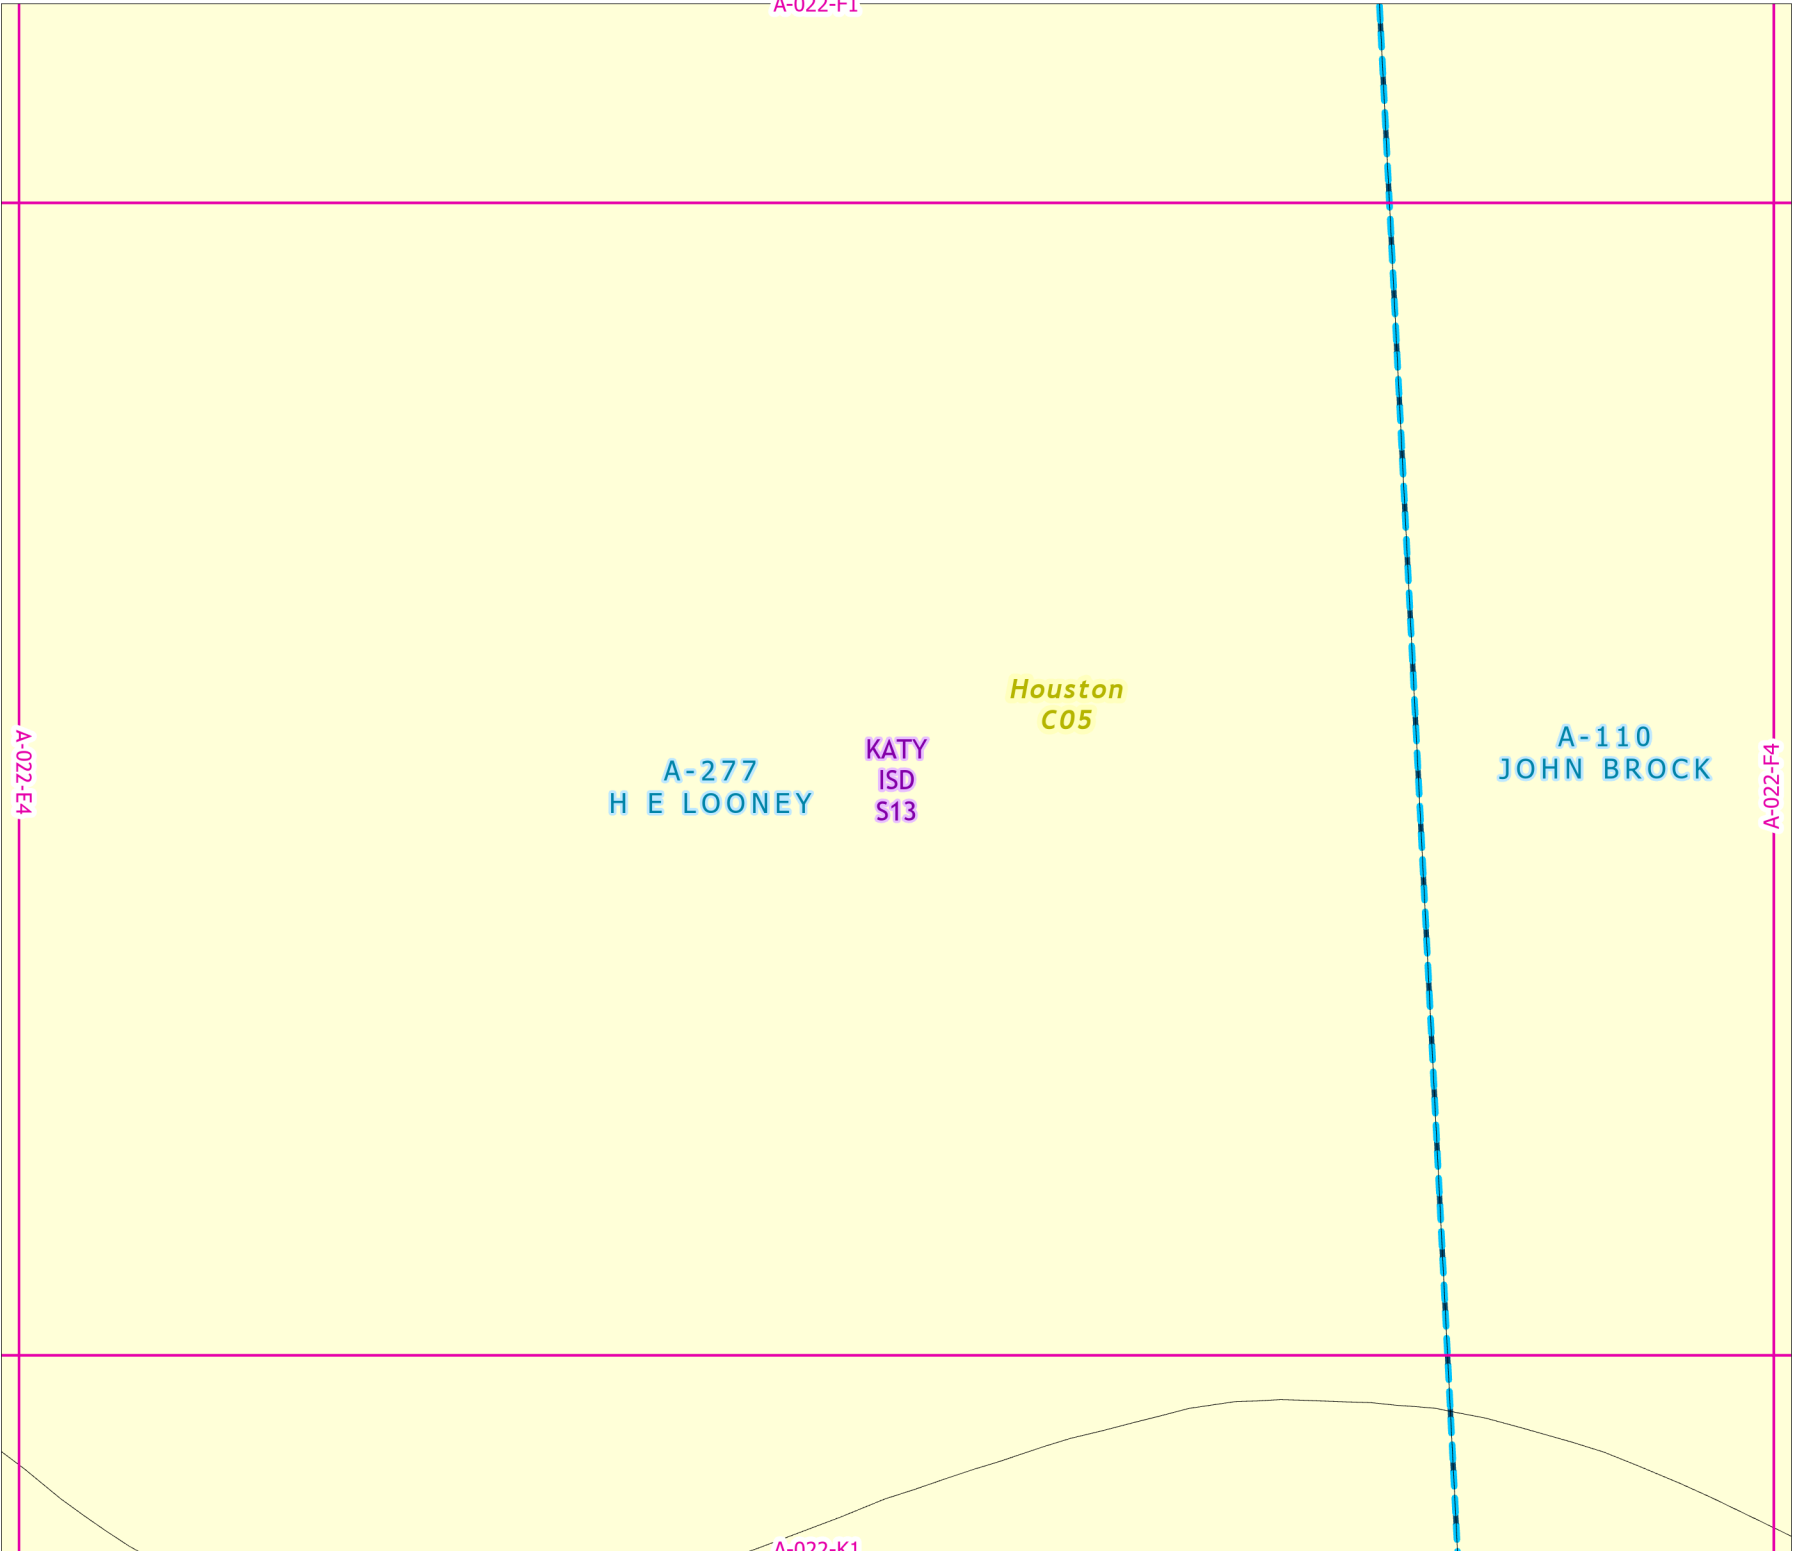 A-022-F1
Houston
C05
A-110
JOHN BROCK
KATY
ISD
S13
A-277
H E LOONEY
A-022-E4
A-022-F4
A-022-K1